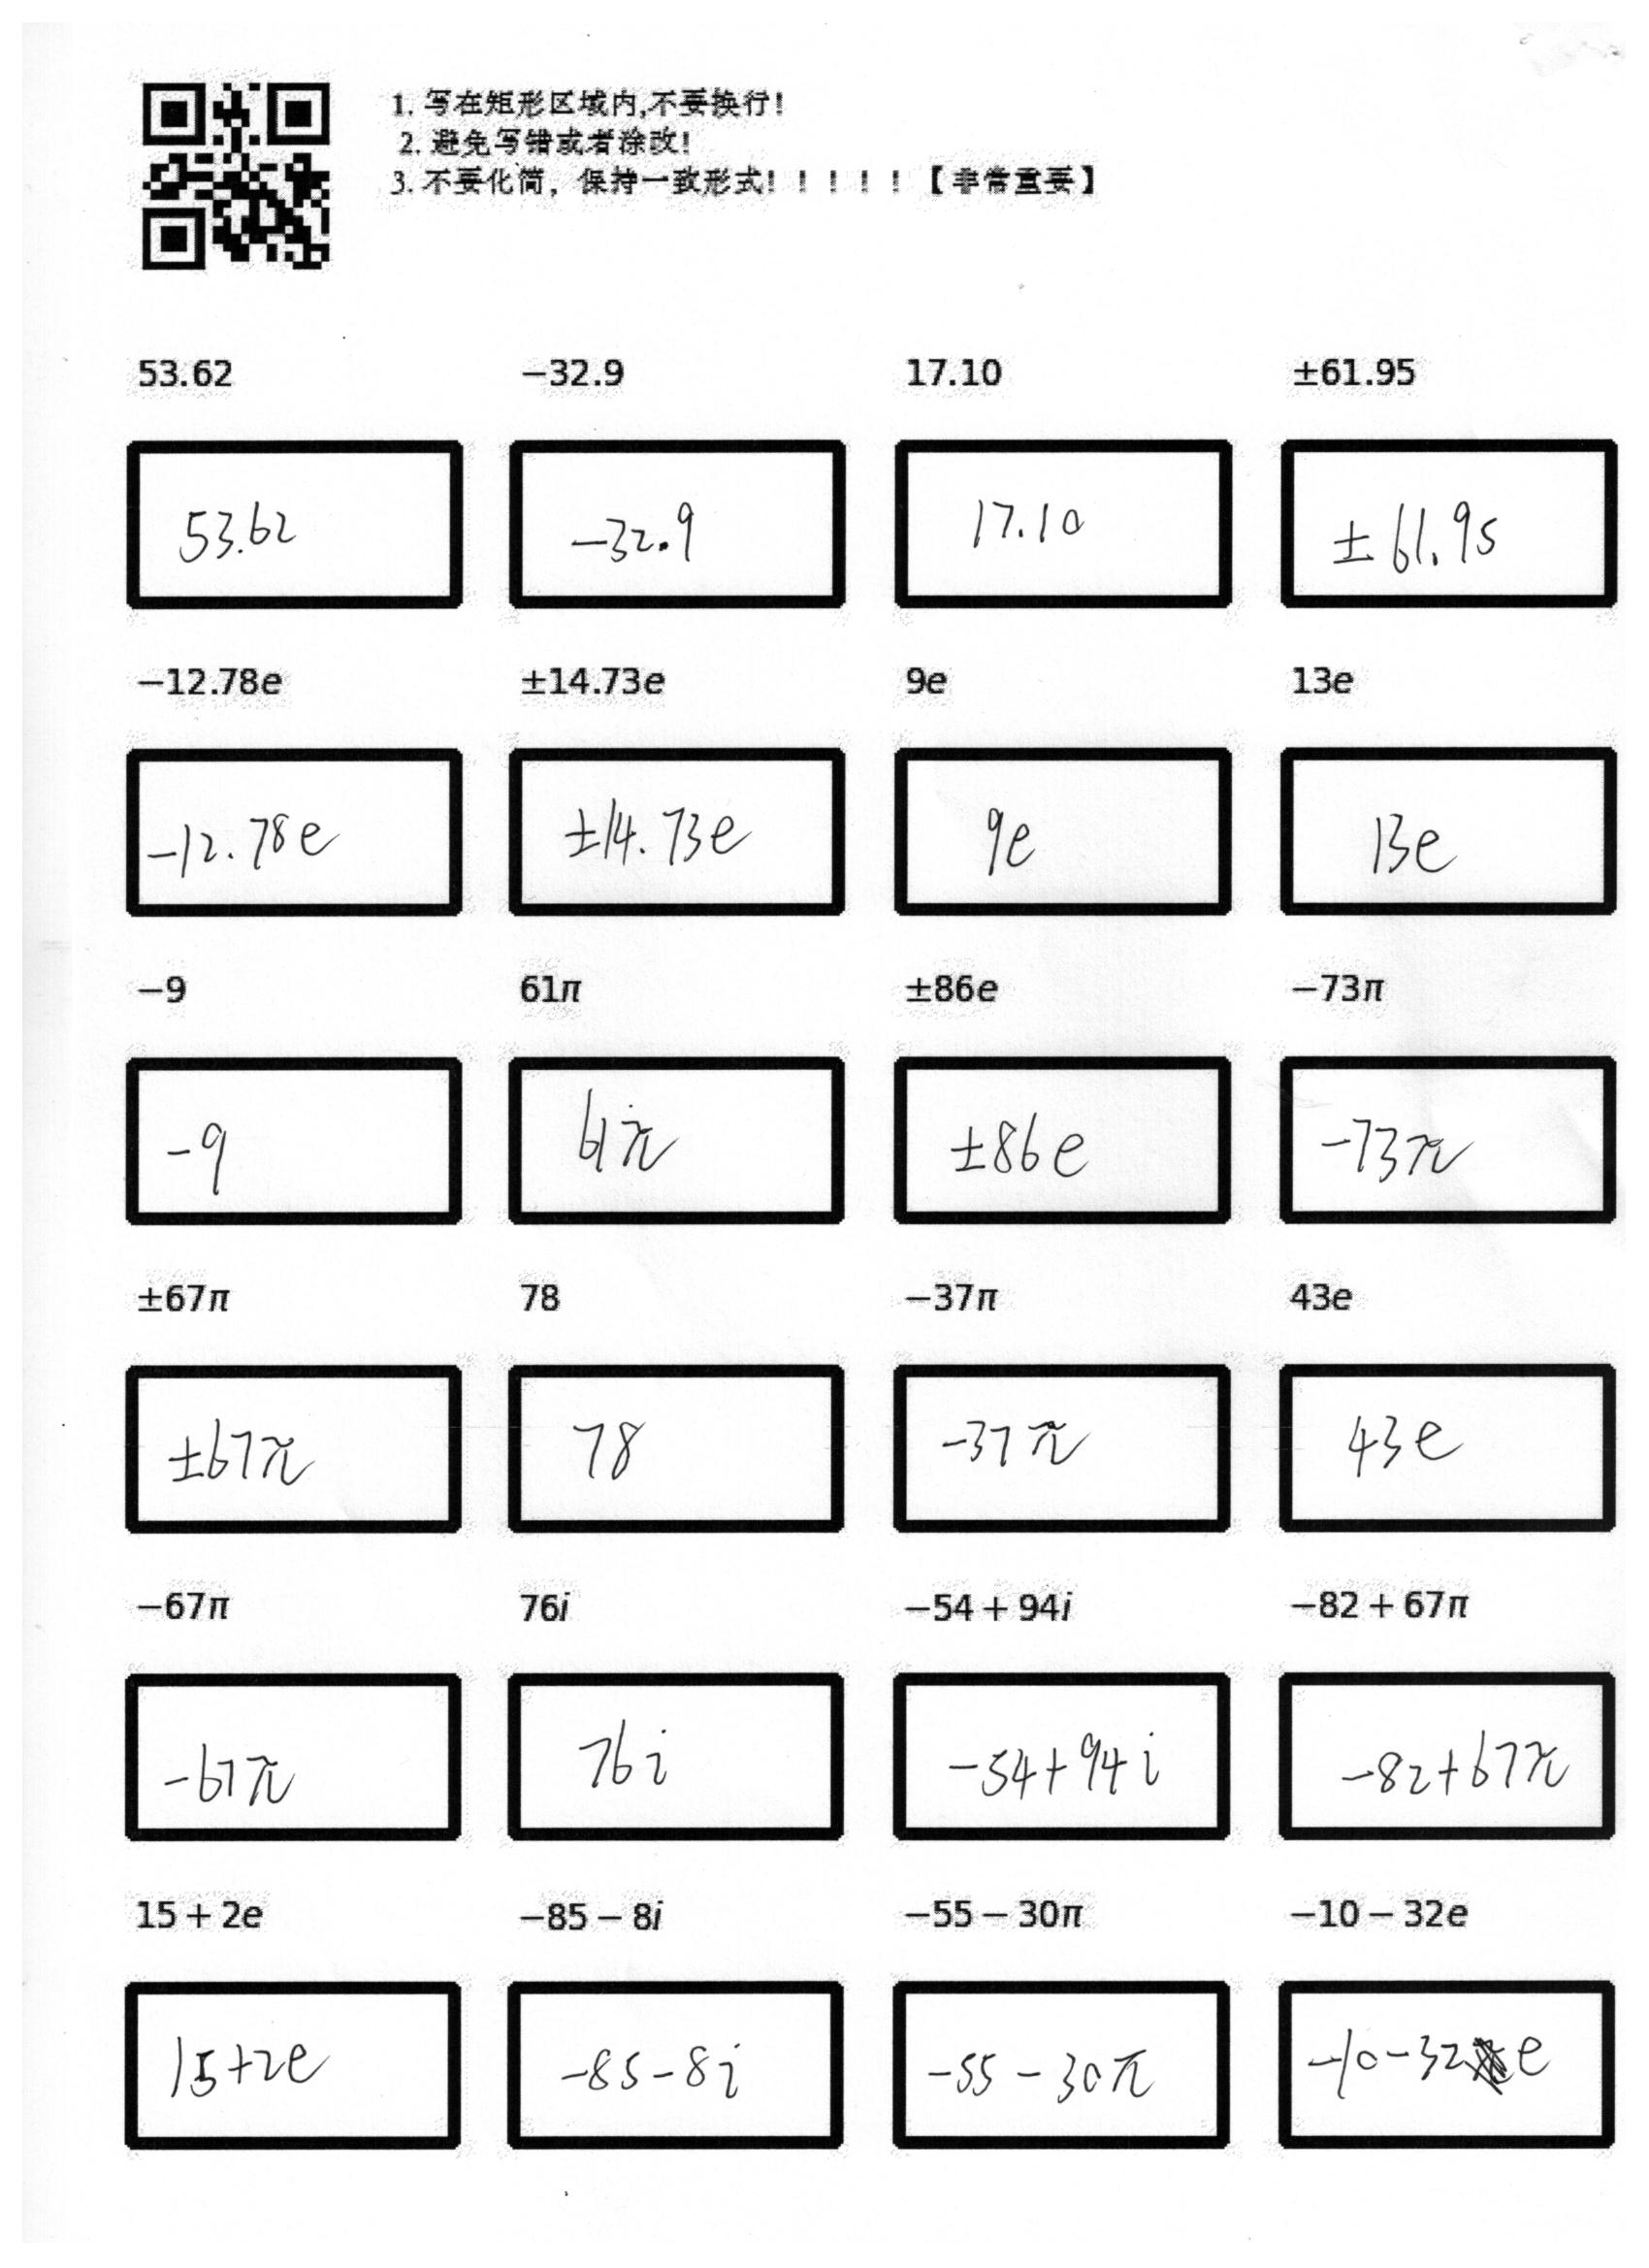 1. 写在矩形区域内,不要换行!
2. 避免写错或者涂改!
3. 不要化简，保持一致形式! ! ! ! ! 【非常重要】
53.62 −32.9 17.10 ±61.95
53.62 -32.9 17.10 ±61.95
−12.78e ±14.73e 9e 13e
-12.78e ±14.73e 9e 13e
−9 61π ±86e −73π
-9 61π ±86e -73π
±67π 78 −37π 43e
±67π 78 -37π 43e
−67π 76i −54 + 94i −82 + 67π
-67π 76i -54+94i -82+67π
15 + 2e −85 − 8i −55 − 30π −10 − 32e
15+2e -85-8i -55-30π -10-32e